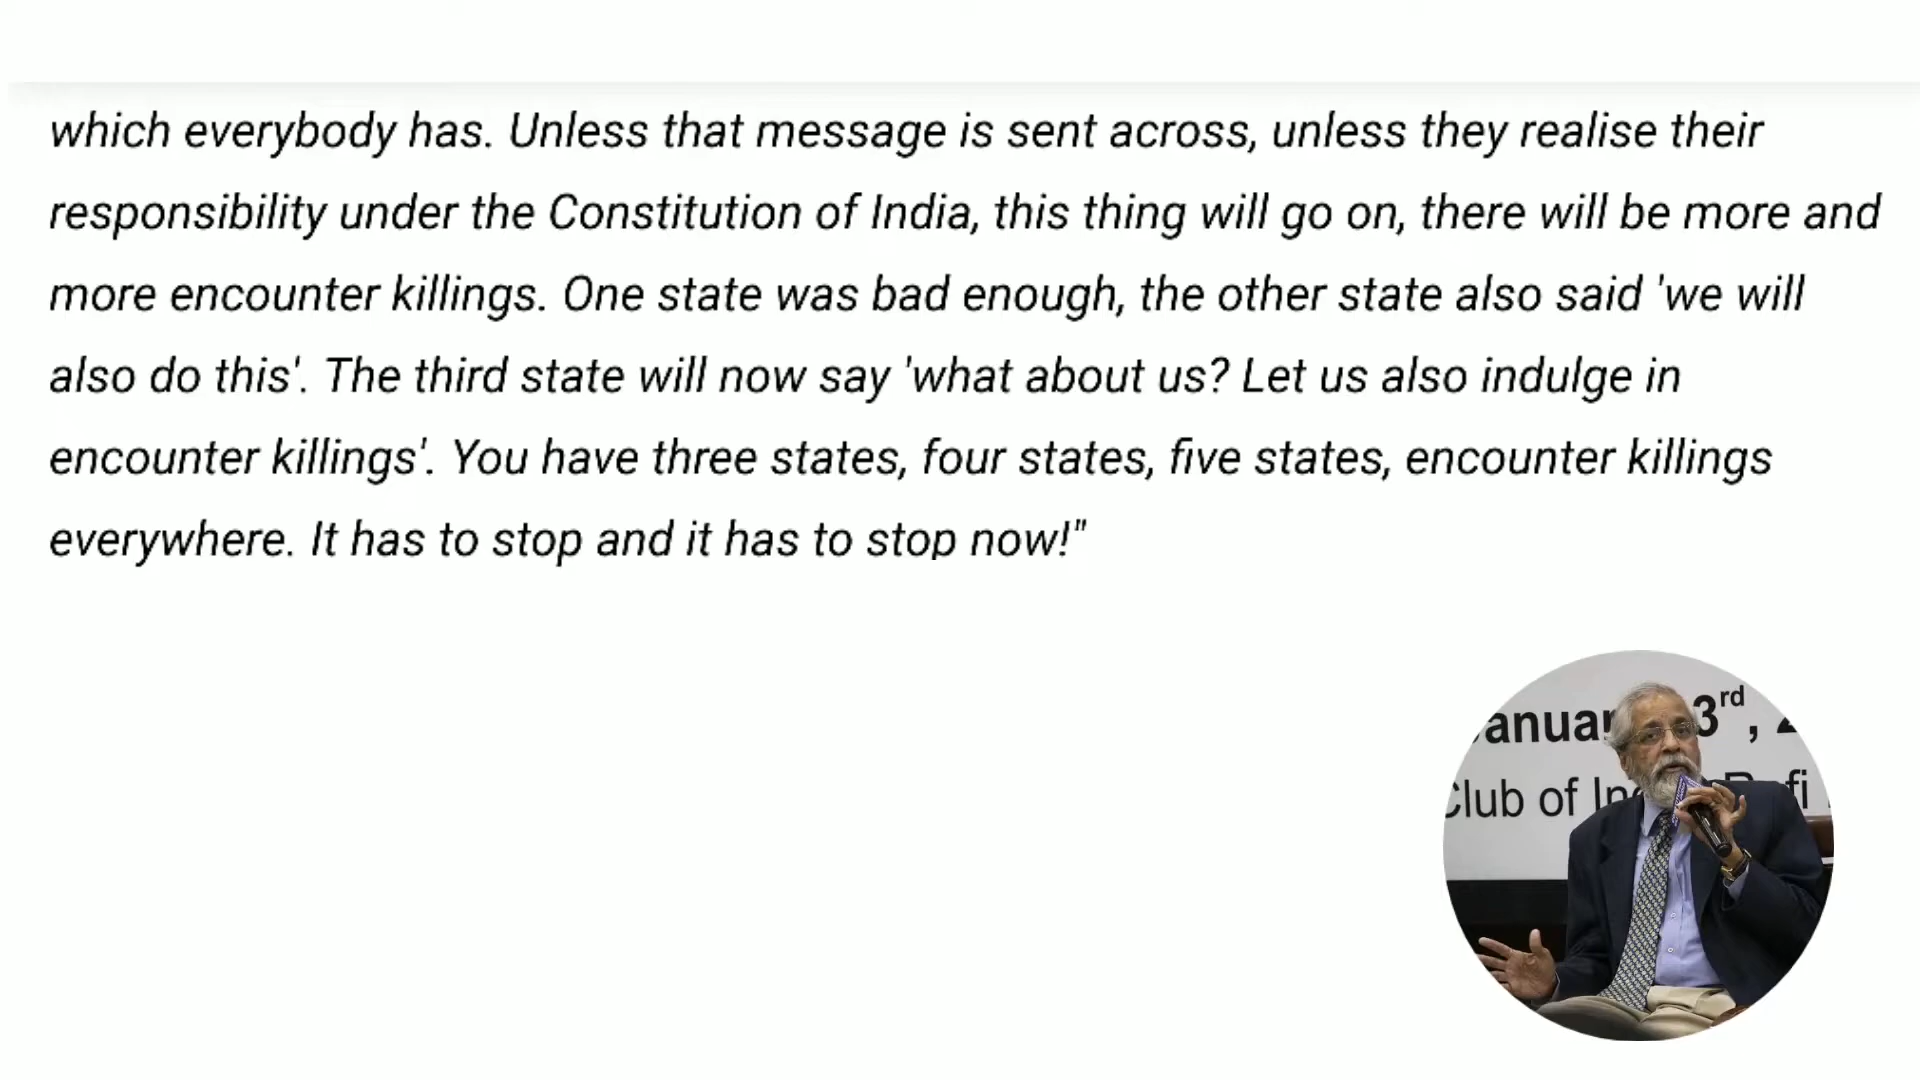 which everybody has. Unless that message is sent across, unless they realise their
responsibility under the Constitution of India, this thing will go on, there will be more and
more encounter killings. One state was bad enough, the other state also said 'we will
also do this'. The third state will now say 'what about us? Let us also indulge in
encounter killings'. You have three states, four states, five states, encounter killings
everywhere. It has to stop and it has to stop now!"
3rd,
Club of